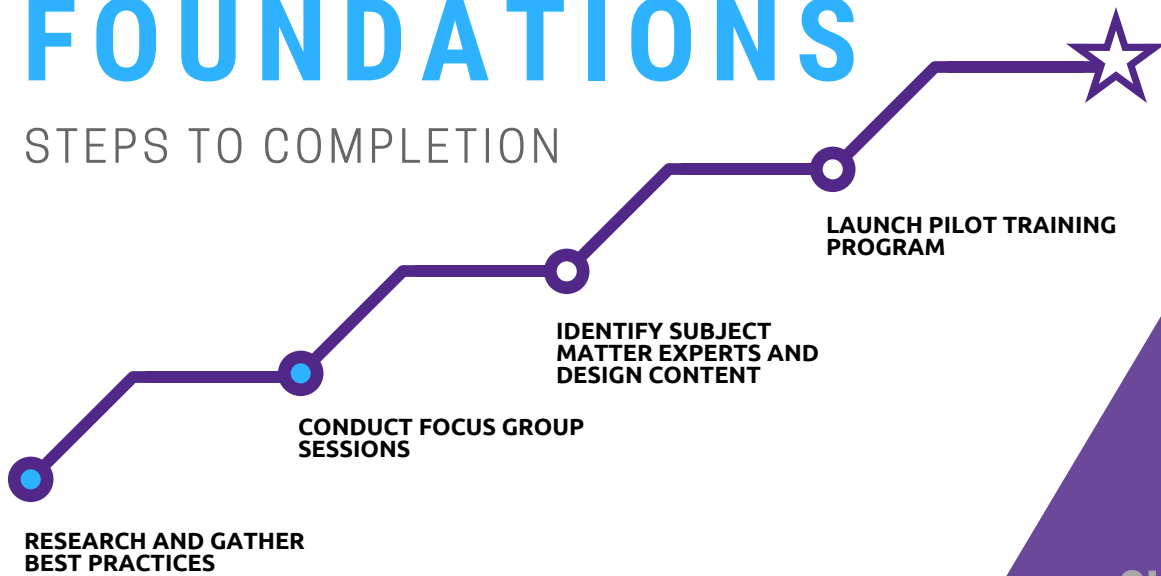 FOUNDATIONS
STEPS TO COMPLETION
LAUNCH PILOT TRAINING
PROGRAM
IDENTIFY SUBJECT
MATTER EXPERTS AND
DESIGN CONTENT
CONDUCT FOCUS GROUP
SESSIONS
RESEARCH AND GATHER
BEST PRACTICES